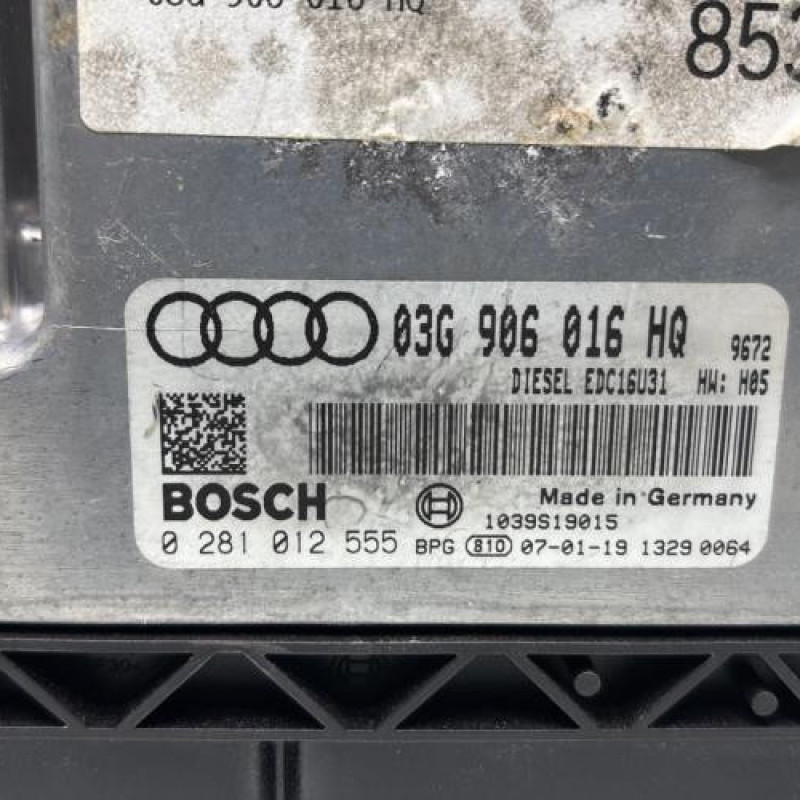 03G 906 016 HQ
853
03G 906 016 HQ 9672
DIESEL EDC16U31 HW: H05
BOSCH
Made in Germany
1039S19015
0 281 012 555 BPG 810 07-01-19 1329 0064